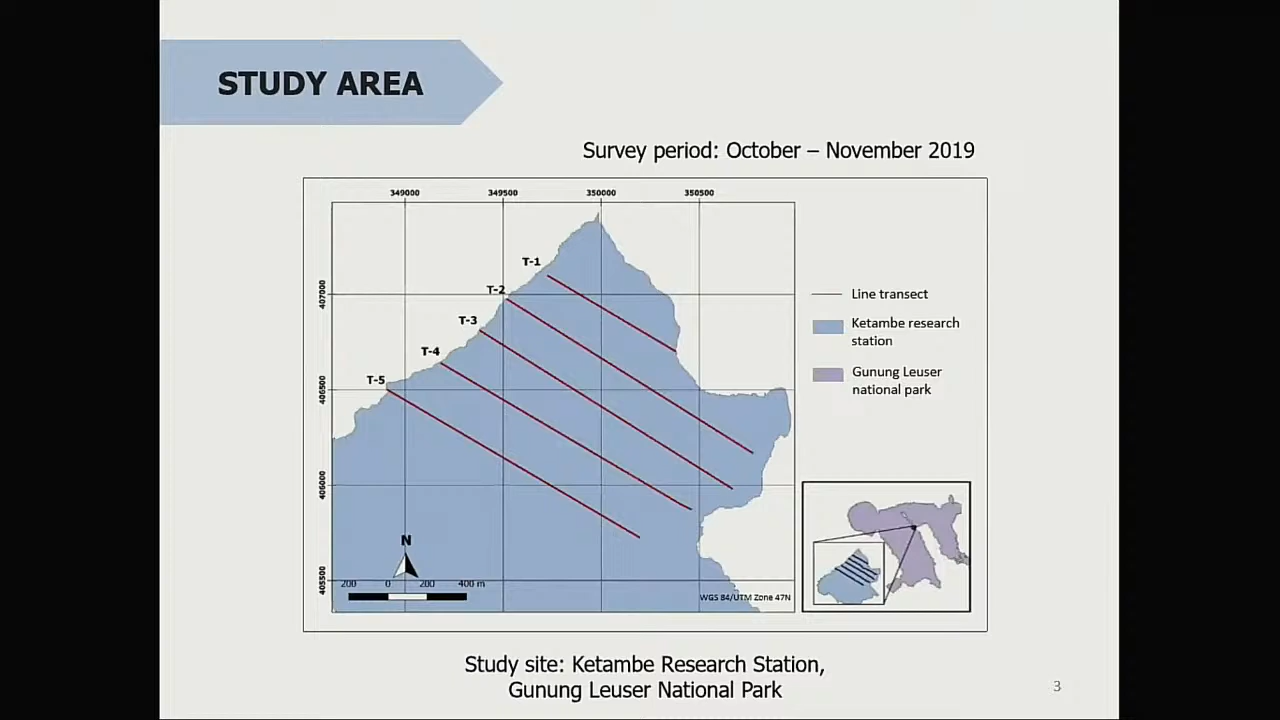 STUDY AREA
Survey period: October – November 2019
349000 349500 350000 350500
T-1
T-2
T-3
T-4
T-5
407000
406500
406000
405500
Line transect
Ketambe research
station
Gunung Leuser
national park
N
200 0 200 400 m
WGS 84/UTM Zone 47N
Study site: Ketambe Research Station,
Gunung Leuser National Park
3